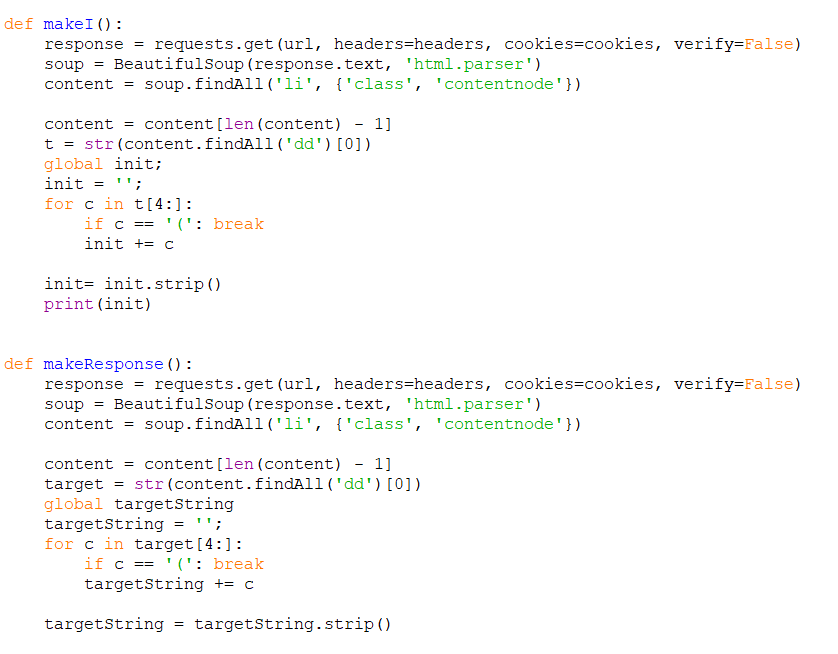 def makeI():
    response = requests.get(url, headers=headers, cookies=cookies, verify=False)
    soup = BeautifulSoup(response.text, 'html.parser')
    content = soup.findAll('li', {'class', 'contentnode'})

    content = content[len(content) - 1]
    t = str(content.findAll('dd')[0])
    global init;
    init = '';
    for c in t[4:]:
        if c == '(': break
        init += c

    init= init.strip()
    print(init)


def makeResponse():
    response = requests.get(url, headers=headers, cookies=cookies, verify=False)
    soup = BeautifulSoup(response.text, 'html.parser')
    content = soup.findAll('li', {'class', 'contentnode'})

    content = content[len(content) - 1]
    target = str(content.findAll('dd')[0])
    global targetString
    targetString = '';
    for c in target[4:]:
        if c == '(': break
        targetString += c

    targetString = targetString.strip()